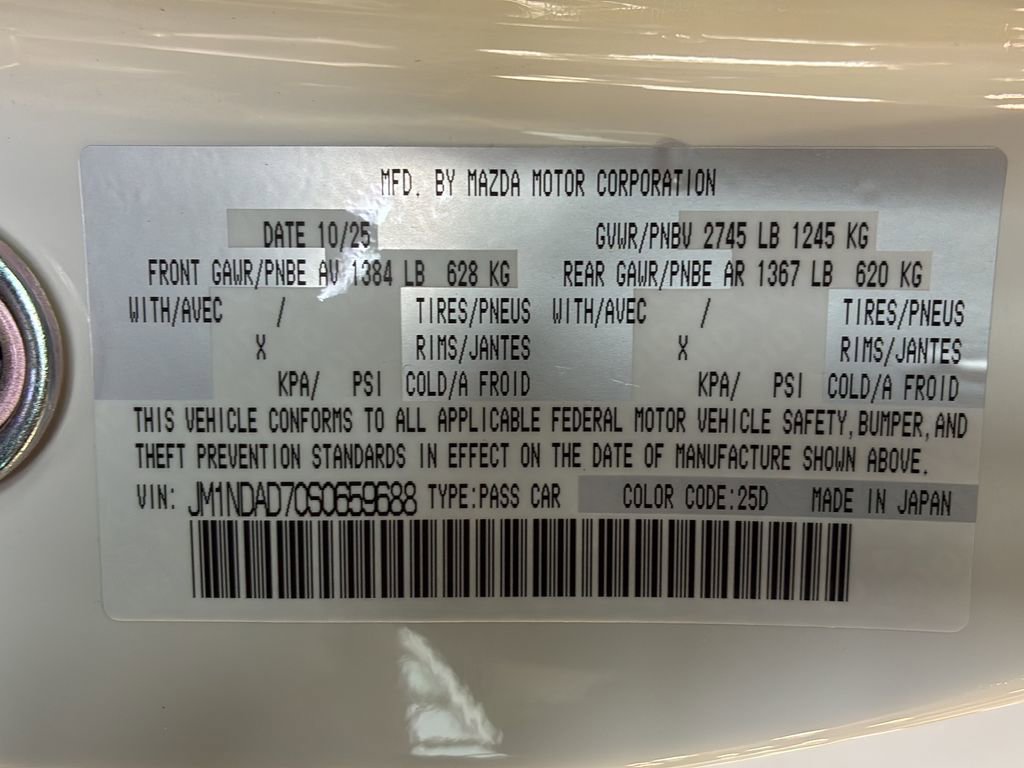 MFD. BY MAZDA MOTOR CORPORATION
DATE 10/25 GVWR/PNBV 2745 LB 1245 KG
FRONT GAWR/PNBE AV 1384 LB 628 KG REAR GAWR/PNBE AR 1367 LB 620 KG
WITH/AVEC / TIRES/PNEUS WITH/AVEC / TIRES/PNEUS
X RIMS/JANTES X RIMS/JANTES
KPA/ PSI COLD/A FROID KPA/ PSI COLD/A FROID
THIS VEHICLE CONFORMS TO ALL APPLICABLE FEDERAL MOTOR VEHICLE SAFETY, BUMPER, AND
THEFT PREVENTION STANDARDS IN EFFECT ON THE DATE OF MANUFACTURE SHOWN ABOVE.
VIN: JM1NDAD70S0659688 TYPE:PASS CAR COLOR CODE:25D MADE IN JAPAN